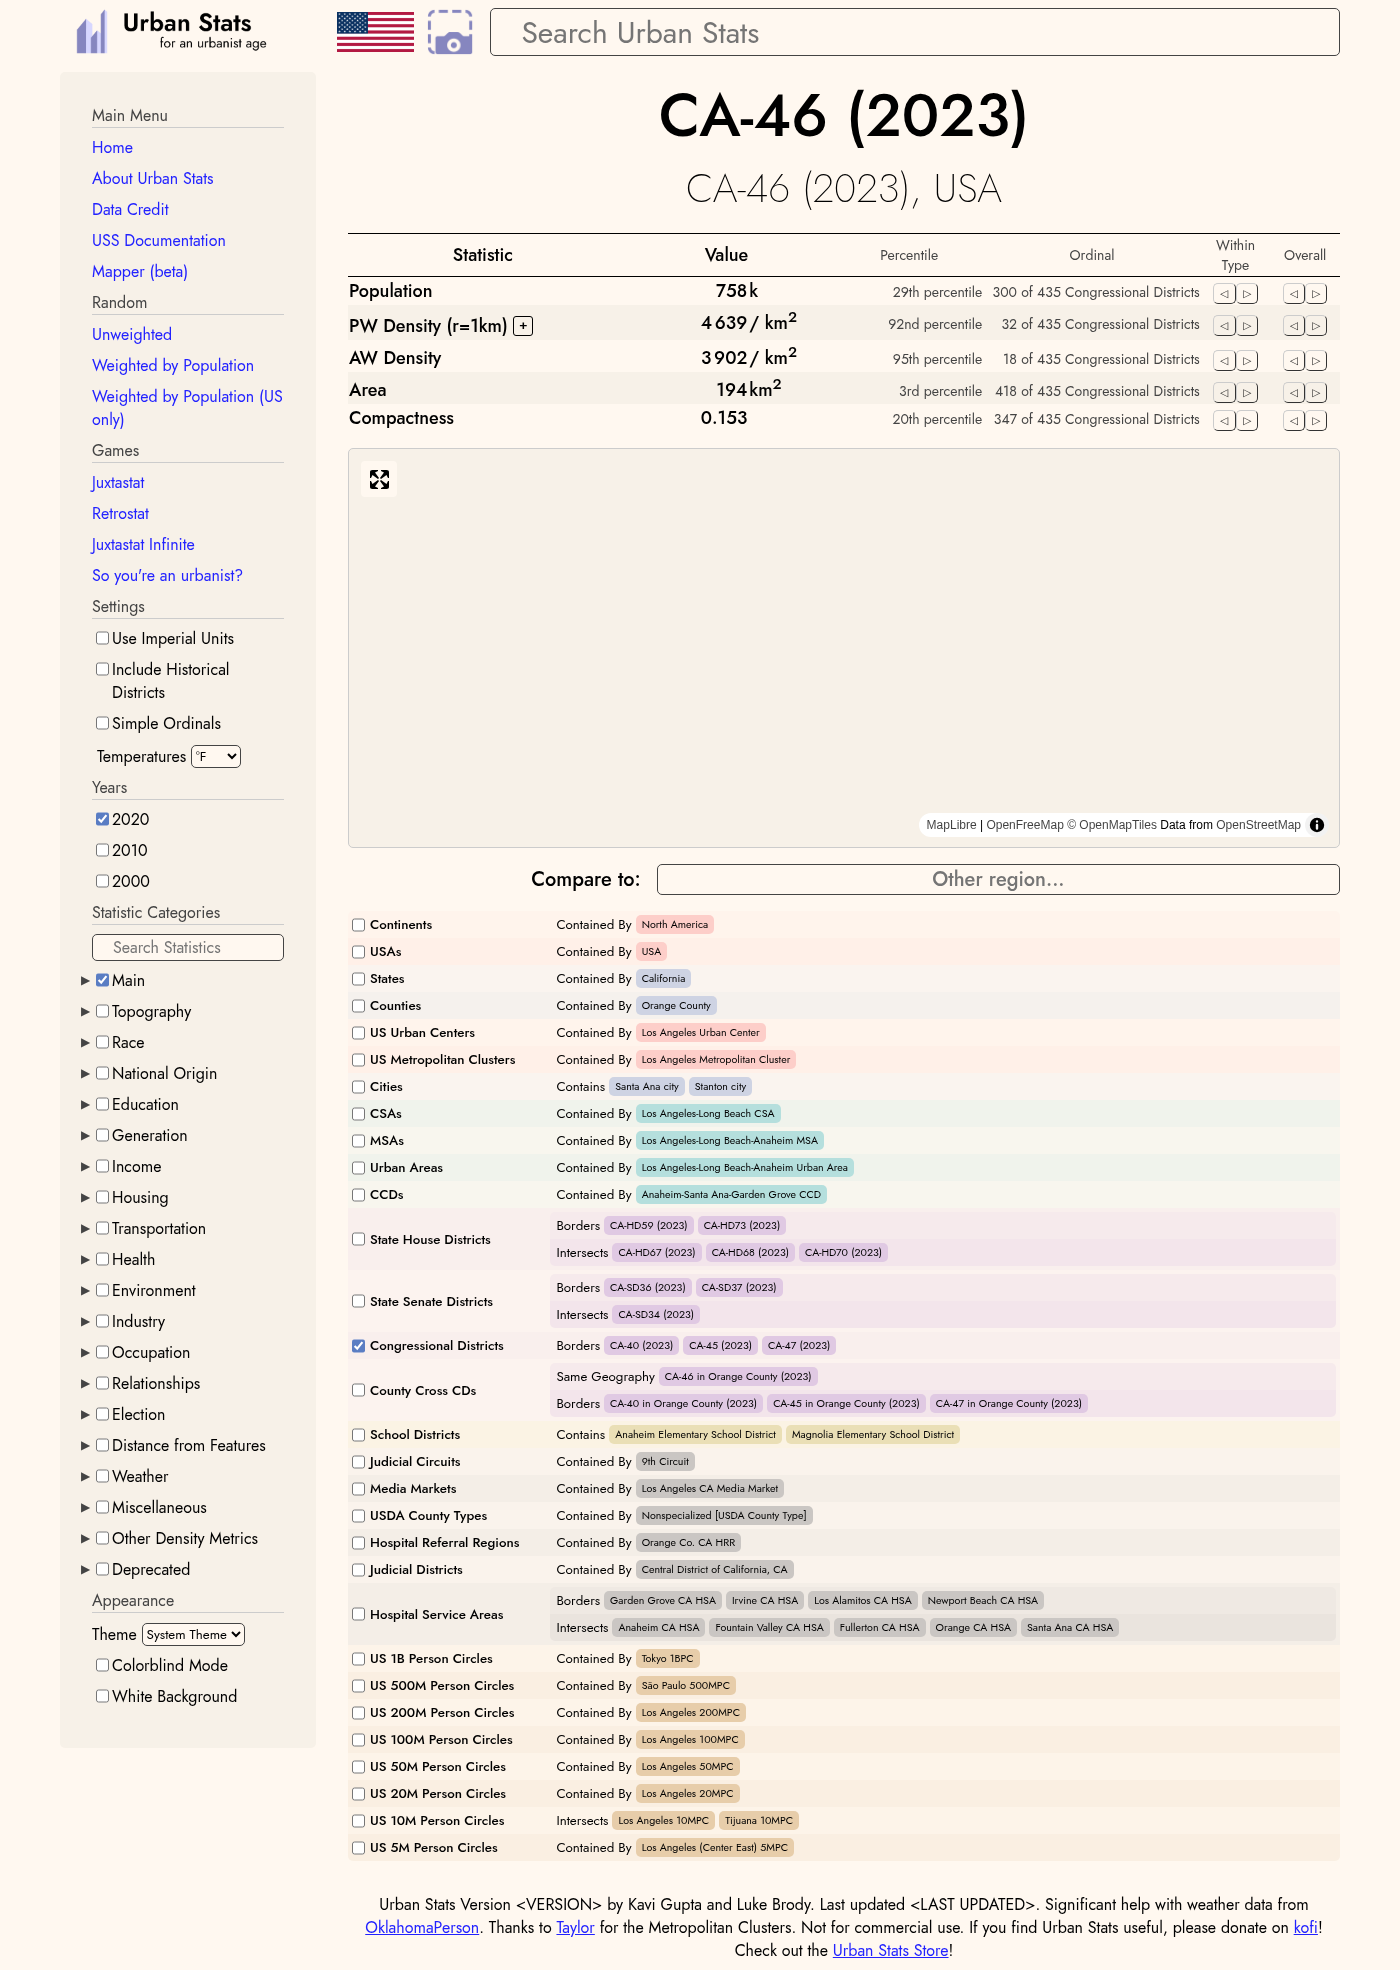 Urban Stats
for an urbanist age
Search Urban Stats
Main Menu
Home
About Urban Stats
Data Credit
USS Documentation
Mapper (beta)
Random
Unweighted
Weighted by Population
Weighted by Population (US
only)
Games
Juxtastat
Retrostat
Juxtastat Infinite
So you're an urbanist?
Settings
Use Imperial Units
Include Historical
Districts
Simple Ordinals
Temperatures °F
Years
2020
2010
2000
Statistic Categories
Search Statistics
Main
Topography
Race
National Origin
Education
Generation
Income
Housing
Transportation
Health
Environment
Industry
Occupation
Relationships
Election
Distance from Features
Weather
Miscellaneous
Other Density Metrics
Deprecated
Appearance
Theme System Theme
Colorblind Mode
White Background
CA-46 (2023)
CA-46 (2023), USA
Statistic Value Percentile Ordinal Within Type Overall
Population 758 k 29th percentile 300 of 435 Congressional Districts
PW Density (r=1km) + 4 639 / km² 92nd percentile 32 of 435 Congressional Districts
AW Density 3 902 / km² 95th percentile 18 of 435 Congressional Districts
Area 194 km² 3rd percentile 418 of 435 Congressional Districts
Compactness 0.153 20th percentile 347 of 435 Congressional Districts
MapLibre | OpenFreeMap © OpenMapTiles Data from OpenStreetMap
Compare to: Other region...
Continents Contained By North America
USAs Contained By USA
States Contained By California
Counties Contained By Orange County
US Urban Centers Contained By Los Angeles Urban Center
US Metropolitan Clusters Contained By Los Angeles Metropolitan Cluster
Cities Contains Santa Ana city Stanton city
CSAs Contained By Los Angeles-Long Beach CSA
MSAs Contained By Los Angeles-Long Beach-Anaheim MSA
Urban Areas Contained By Los Angeles-Long Beach-Anaheim Urban Area
CCDs Contained By Anaheim-Santa Ana-Garden Grove CCD
State House Districts
Borders CA-HD59 (2023) CA-HD73 (2023)
Intersects CA-HD67 (2023) CA-HD68 (2023) CA-HD70 (2023)
State Senate Districts
Borders CA-SD36 (2023) CA-SD37 (2023)
Intersects CA-SD34 (2023)
Congressional Districts Borders CA-40 (2023) CA-45 (2023) CA-47 (2023)
County Cross CDs
Same Geography CA-46 in Orange County (2023)
Borders CA-40 in Orange County (2023) CA-45 in Orange County (2023) CA-47 in Orange County (2023)
School Districts Contains Anaheim Elementary School District Magnolia Elementary School District
Judicial Circuits Contained By 9th Circuit
Media Markets Contained By Los Angeles CA Media Market
USDA County Types Contained By Nonspecialized [USDA County Type]
Hospital Referral Regions Contained By Orange Co. CA HRR
Judicial Districts Contained By Central District of California, CA
Hospital Service Areas
Borders Garden Grove CA HSA Irvine CA HSA Los Alamitos CA HSA Newport Beach CA HSA
Intersects Anaheim CA HSA Fountain Valley CA HSA Fullerton CA HSA Orange CA HSA Santa Ana CA HSA
US 1B Person Circles Contained By Tokyo 1BPC
US 500M Person Circles Contained By São Paulo 500MPC
US 200M Person Circles Contained By Los Angeles 200MPC
US 100M Person Circles Contained By Los Angeles 100MPC
US 50M Person Circles Contained By Los Angeles 50MPC
US 20M Person Circles Contained By Los Angeles 20MPC
US 10M Person Circles Intersects Los Angeles 10MPC Tijuana 10MPC
US 5M Person Circles Contained By Los Angeles (Center East) 5MPC
Urban Stats Version <VERSION> by Kavi Gupta and Luke Brody. Last updated <LAST UPDATED>. Significant help with weather data from
OklahomaPerson. Thanks to Taylor for the Metropolitan Clusters. Not for commercial use. If you find Urban Stats useful, please donate on kofi!
Check out the Urban Stats Store!